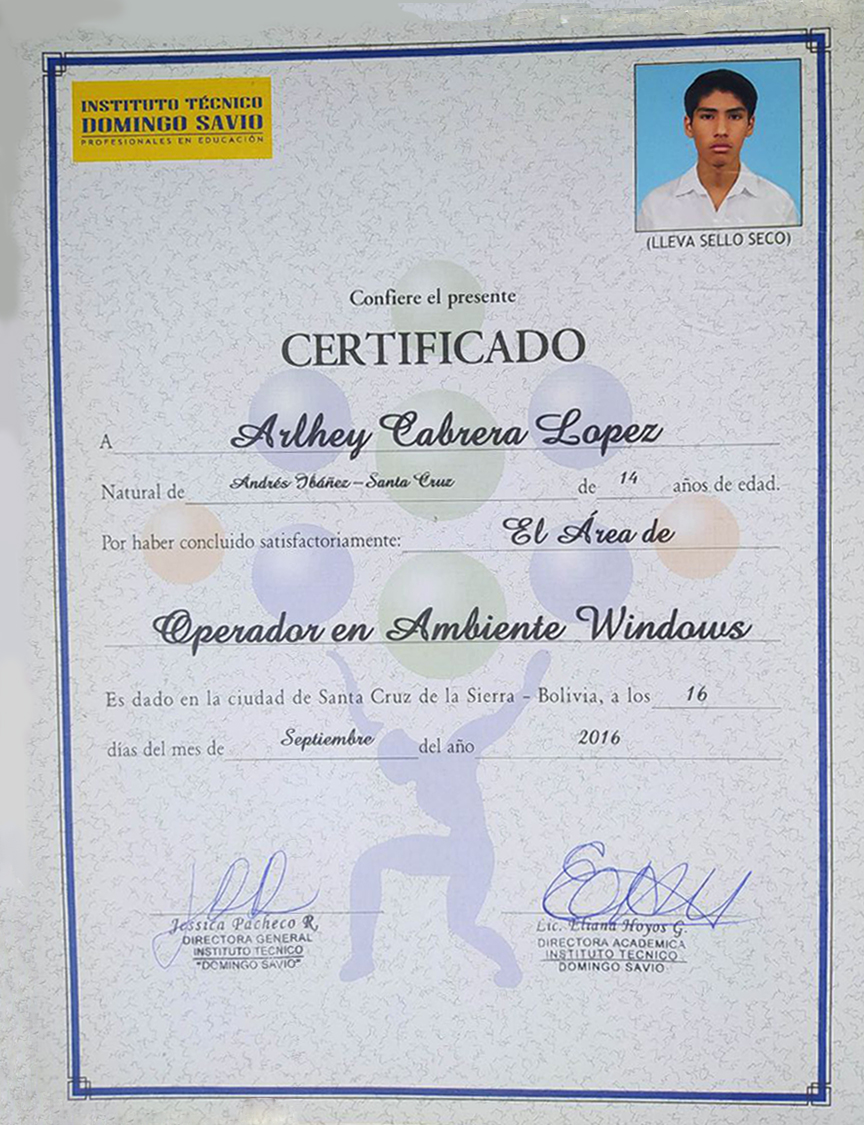 INSTITUTO TÉCNICO
DOMINGO SAVIO
PROFESIONALES EN EDUCACIÓN
(LLEVA SELLO SECO)
Confiere el presente
CERTIFICADO
A Arlhey Cabrera Lopez
Natural de Andrés Ibáñez – Santa Cruz de 14 años de edad.
Por haber concluido satisfactoriamente: El Área de
Operador en Ambiente Windows
Es dado en la ciudad de Santa Cruz de la Sierra - Bolivia, a los 16
días del mes de Septiembre del año 2016
Jessica Pacheco R.
DIRECTORA GENERAL
INSTITUTO TECNICO
"DOMINGO SAVIO"
Lic. Eliana Hoyos G.
DIRECTORA ACADEMICA
INSTITUTO TECNICO
DOMINGO SAVIO